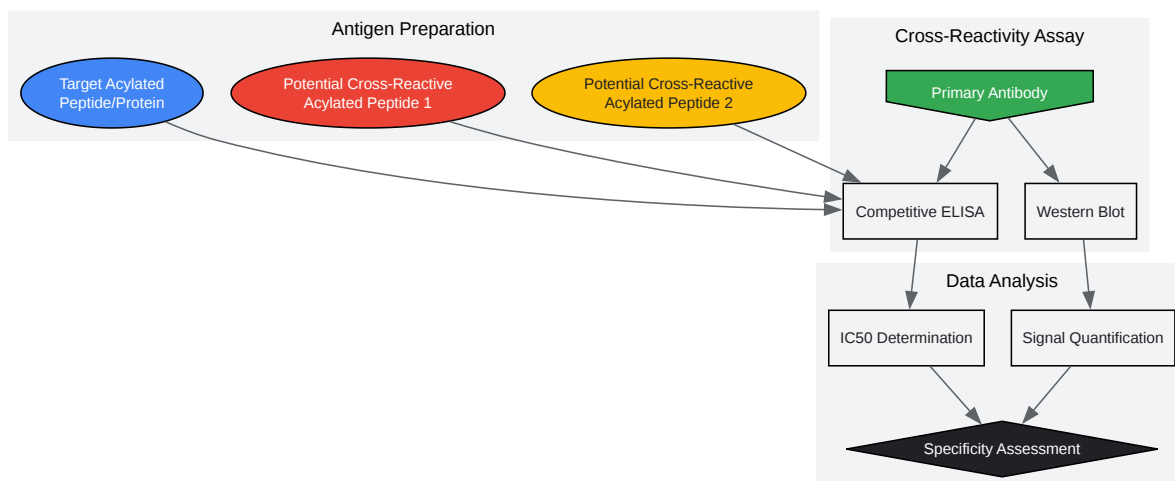 Antigen Preparation
Target Acylated
Peptide/Protein
Potential Cross-Reactive
Acylated Peptide 1
Potential Cross-Reactive
Acylated Peptide 2
Cross-Reactivity Assay
Primary Antibody
Competitive ELISA
Western Blot
Data Analysis
IC50 Determination
Signal Quantification
Specificity Assessment